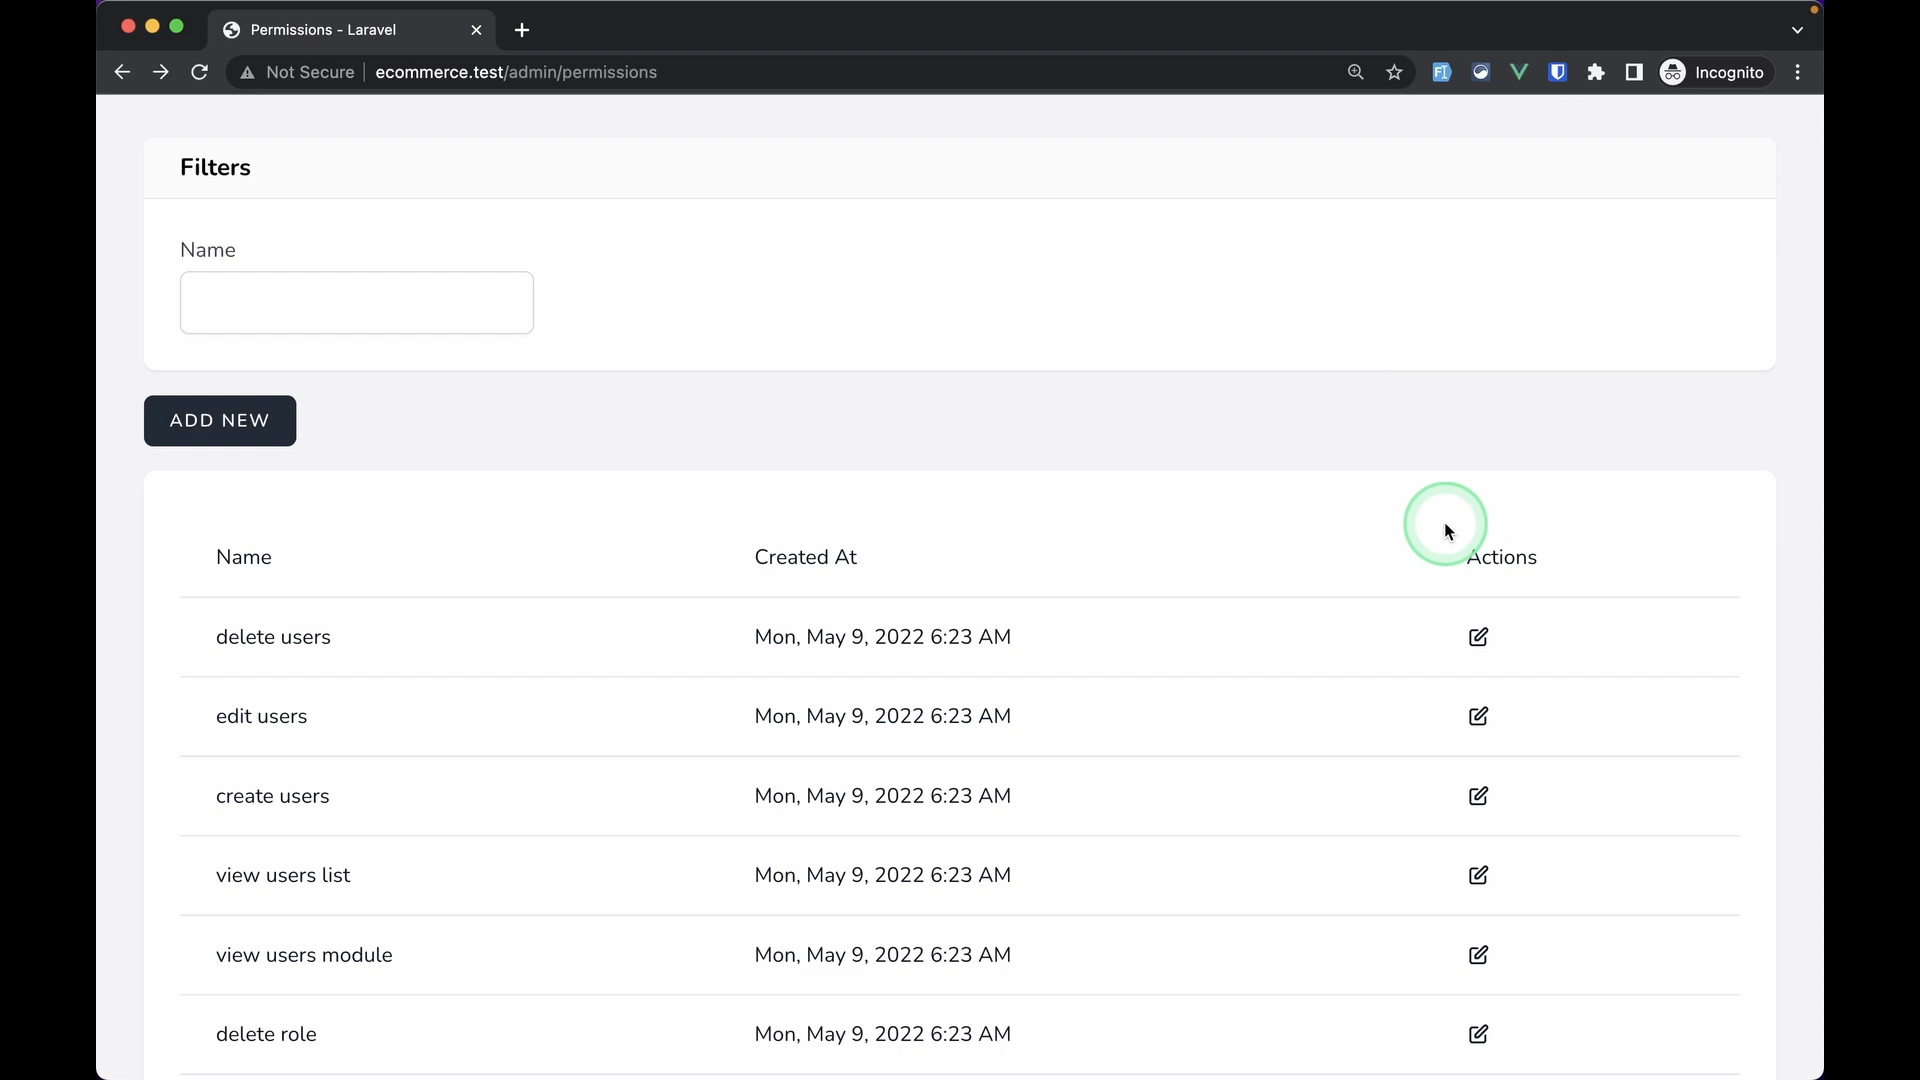 Permissions - Laravel
Not Secure ecommerce.test/admin/permissions Incognito
Filters
Name
ADD NEW
Name Created At Actions
delete users Mon, May 9, 2022 6:23 AM
edit users Mon, May 9, 2022 6:23 AM
create users Mon, May 9, 2022 6:23 AM
view users list Mon, May 9, 2022 6:23 AM
view users module Mon, May 9, 2022 6:23 AM
delete role Mon, May 9, 2022 6:23 AM